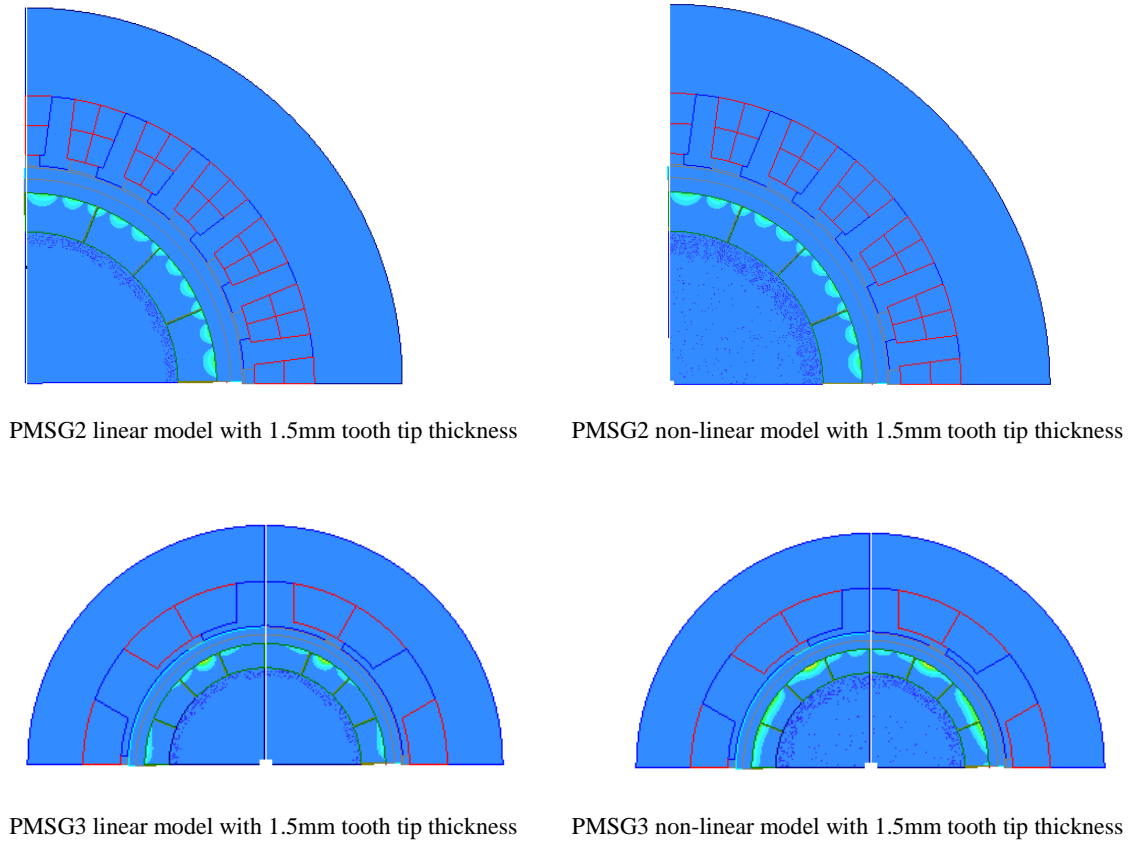 PMSG2 linear model with 1.5mm tooth tip thickness
PMSG2 non-linear model with 1.5mm tooth tip thickness
PMSG3 linear model with 1.5mm tooth tip thickness
PMSG3 non-linear model with 1.5mm tooth tip thickness